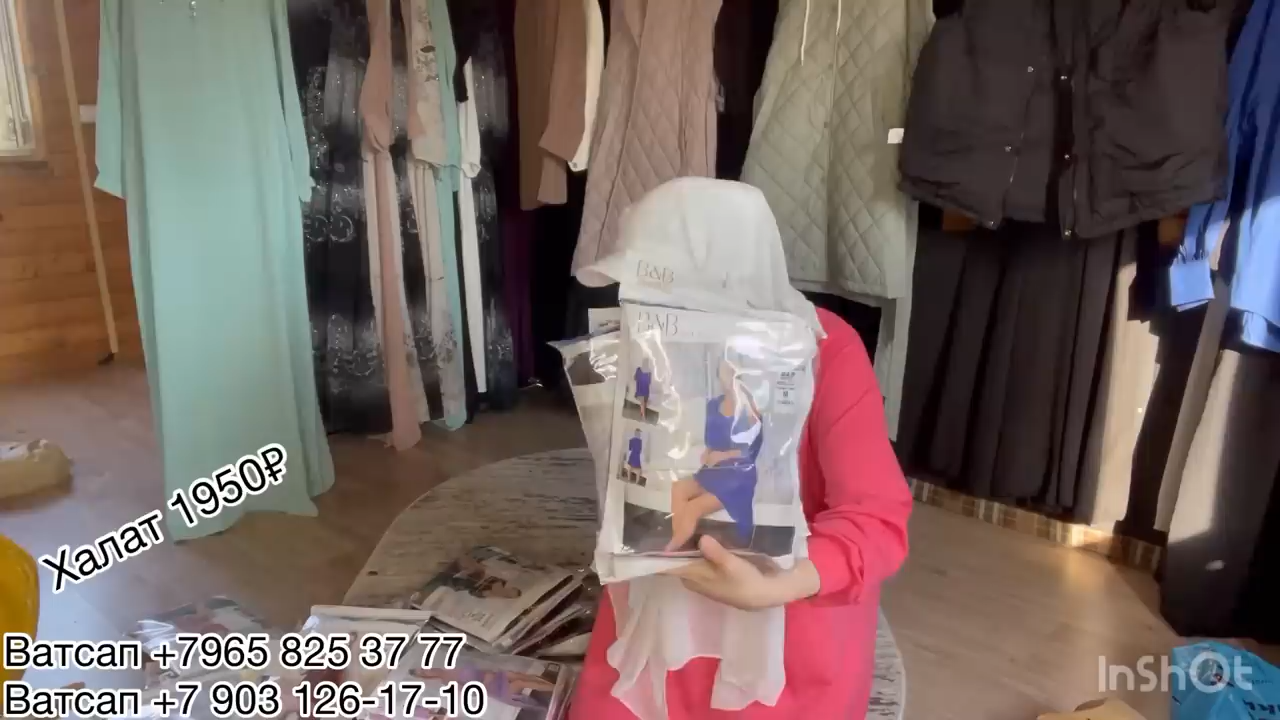 B&B
B&B
Халат 1950₽
Ватсап +7965 825 37 77
Ватсап +7 903 126-17-10
InShOt